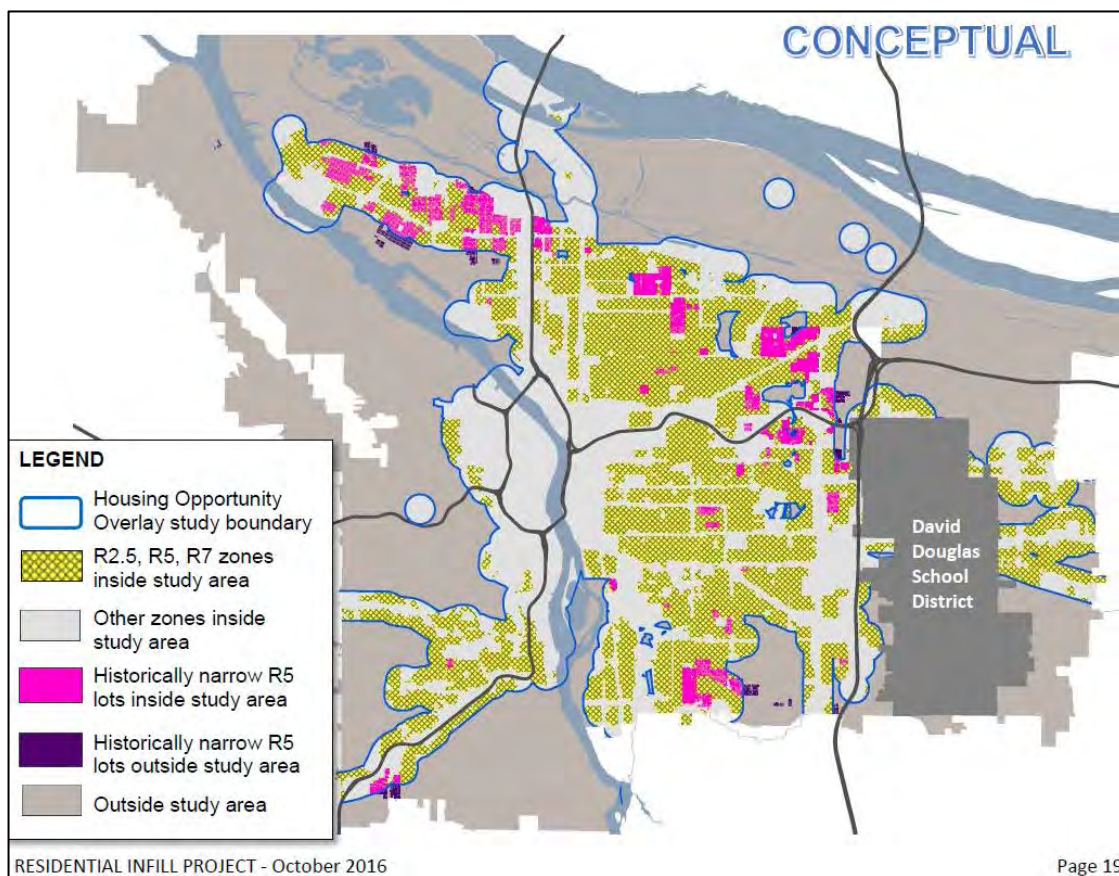 CONCEPTUAL
LEGEND
Housing Opportunity
Overlay study boundary
R2.5, R5, R7 zones
inside study area
Other zones inside
study area
Historically narrow R5
lots inside study area
Historically narrow R5
lots outside study area
Outside study area
David
Douglas
School
District
RESIDENTIAL INFILL PROJECT - October 2016
Page 19